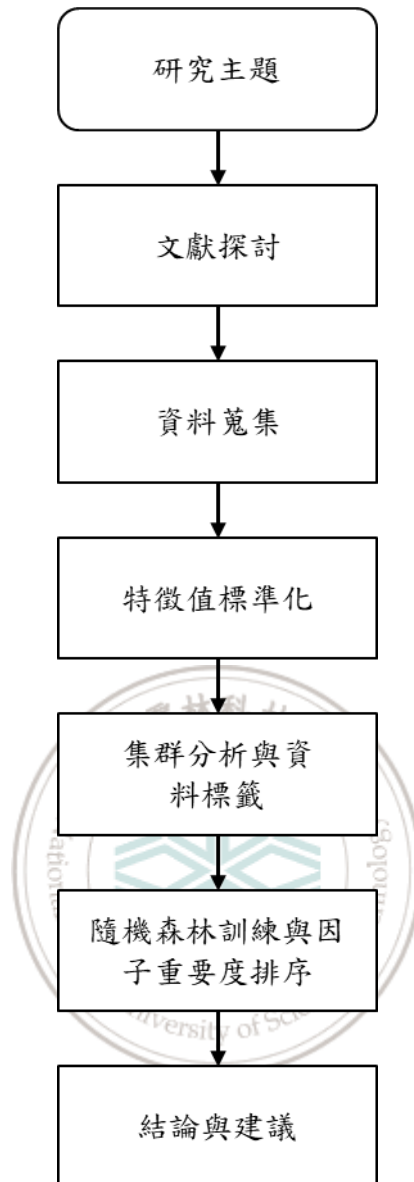 研究主題
文獻探討
資料蒐集
特徵值標準化
集群分析與資
料標籤
隨機森林訓練與因
子重要度排序
結論與建議
University of